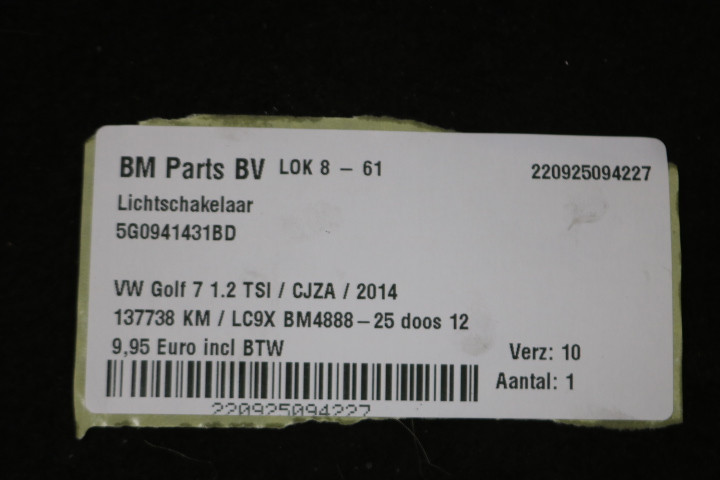 BM Parts BV LOK 8 - 61 220925094227
Lichtschakelaar
5G0941431BD
VW Golf 7 1.2 TSI / CJZA / 2014
137738 KM / LC9X BM4888-25 doos 12
9,95 Euro incl BTW Verz: 10
Aantal: 1
220925094227